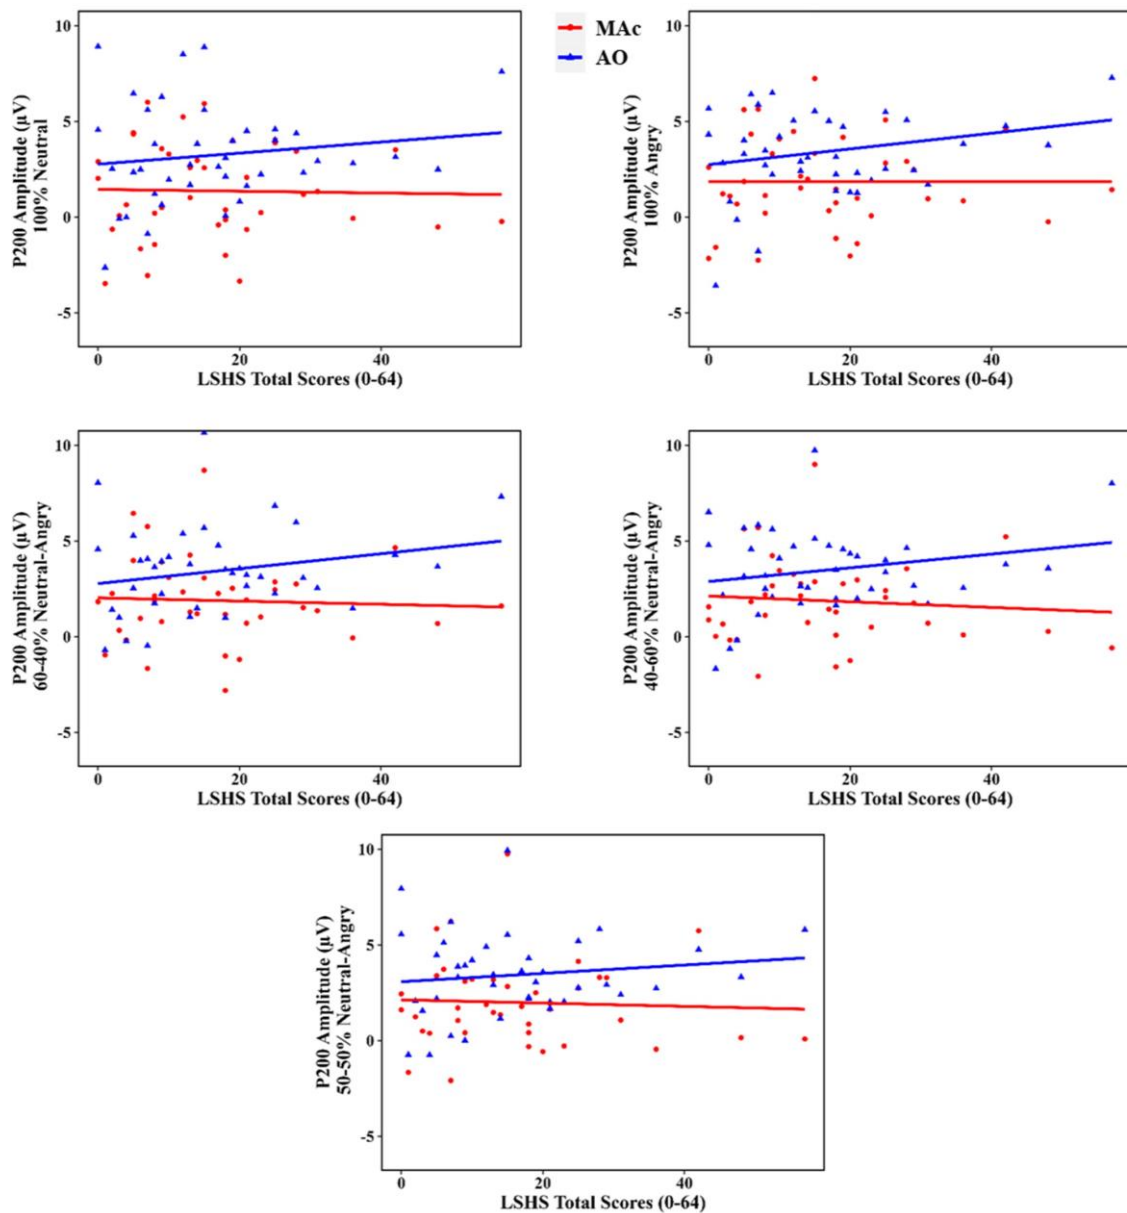 MAc
AO
P200 Amplitude (µV)
100% Neutral
10
5
0
-5
0 20 40
LSHS Total Scores (0-64)
P200 Amplitude (µV)
100% Angry
10
5
0
-5
0 20 40
LSHS Total Scores (0-64)
P200 Amplitude (µV)
60-40% Neutral-Angry
10
5
0
-5
0 20 40
LSHS Total Scores (0-64)
P200 Amplitude (µV)
40-60% Neutral-Angry
10
5
0
-5
0 20 40
LSHS Total Scores (0-64)
P200 Amplitude (µV)
50-50% Neutral-Angry
10
5
0
-5
0 20 40
LSHS Total Scores (0-64)